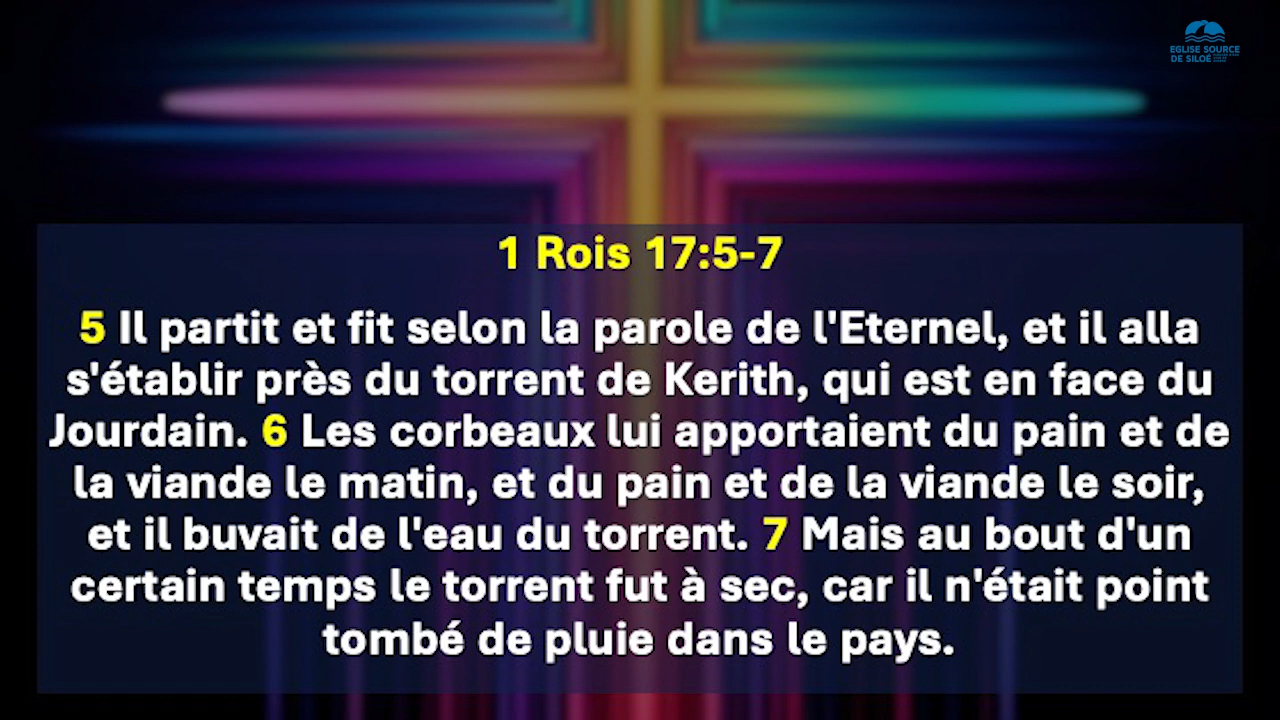 EGLISE SOURCE
DE SILOÉ
1 Rois 17:5-7
5 Il partit et fit selon la parole de l'Eternel, et il alla
s'établir près du torrent de Kerith, qui est en face du
Jourdain. 6 Les corbeaux lui apportaient du pain et de
la viande le matin, et du pain et de la viande le soir,
et il buvait de l'eau du torrent. 7 Mais au bout d'un
certain temps le torrent fut à sec, car il n'était point
tombé de pluie dans le pays.